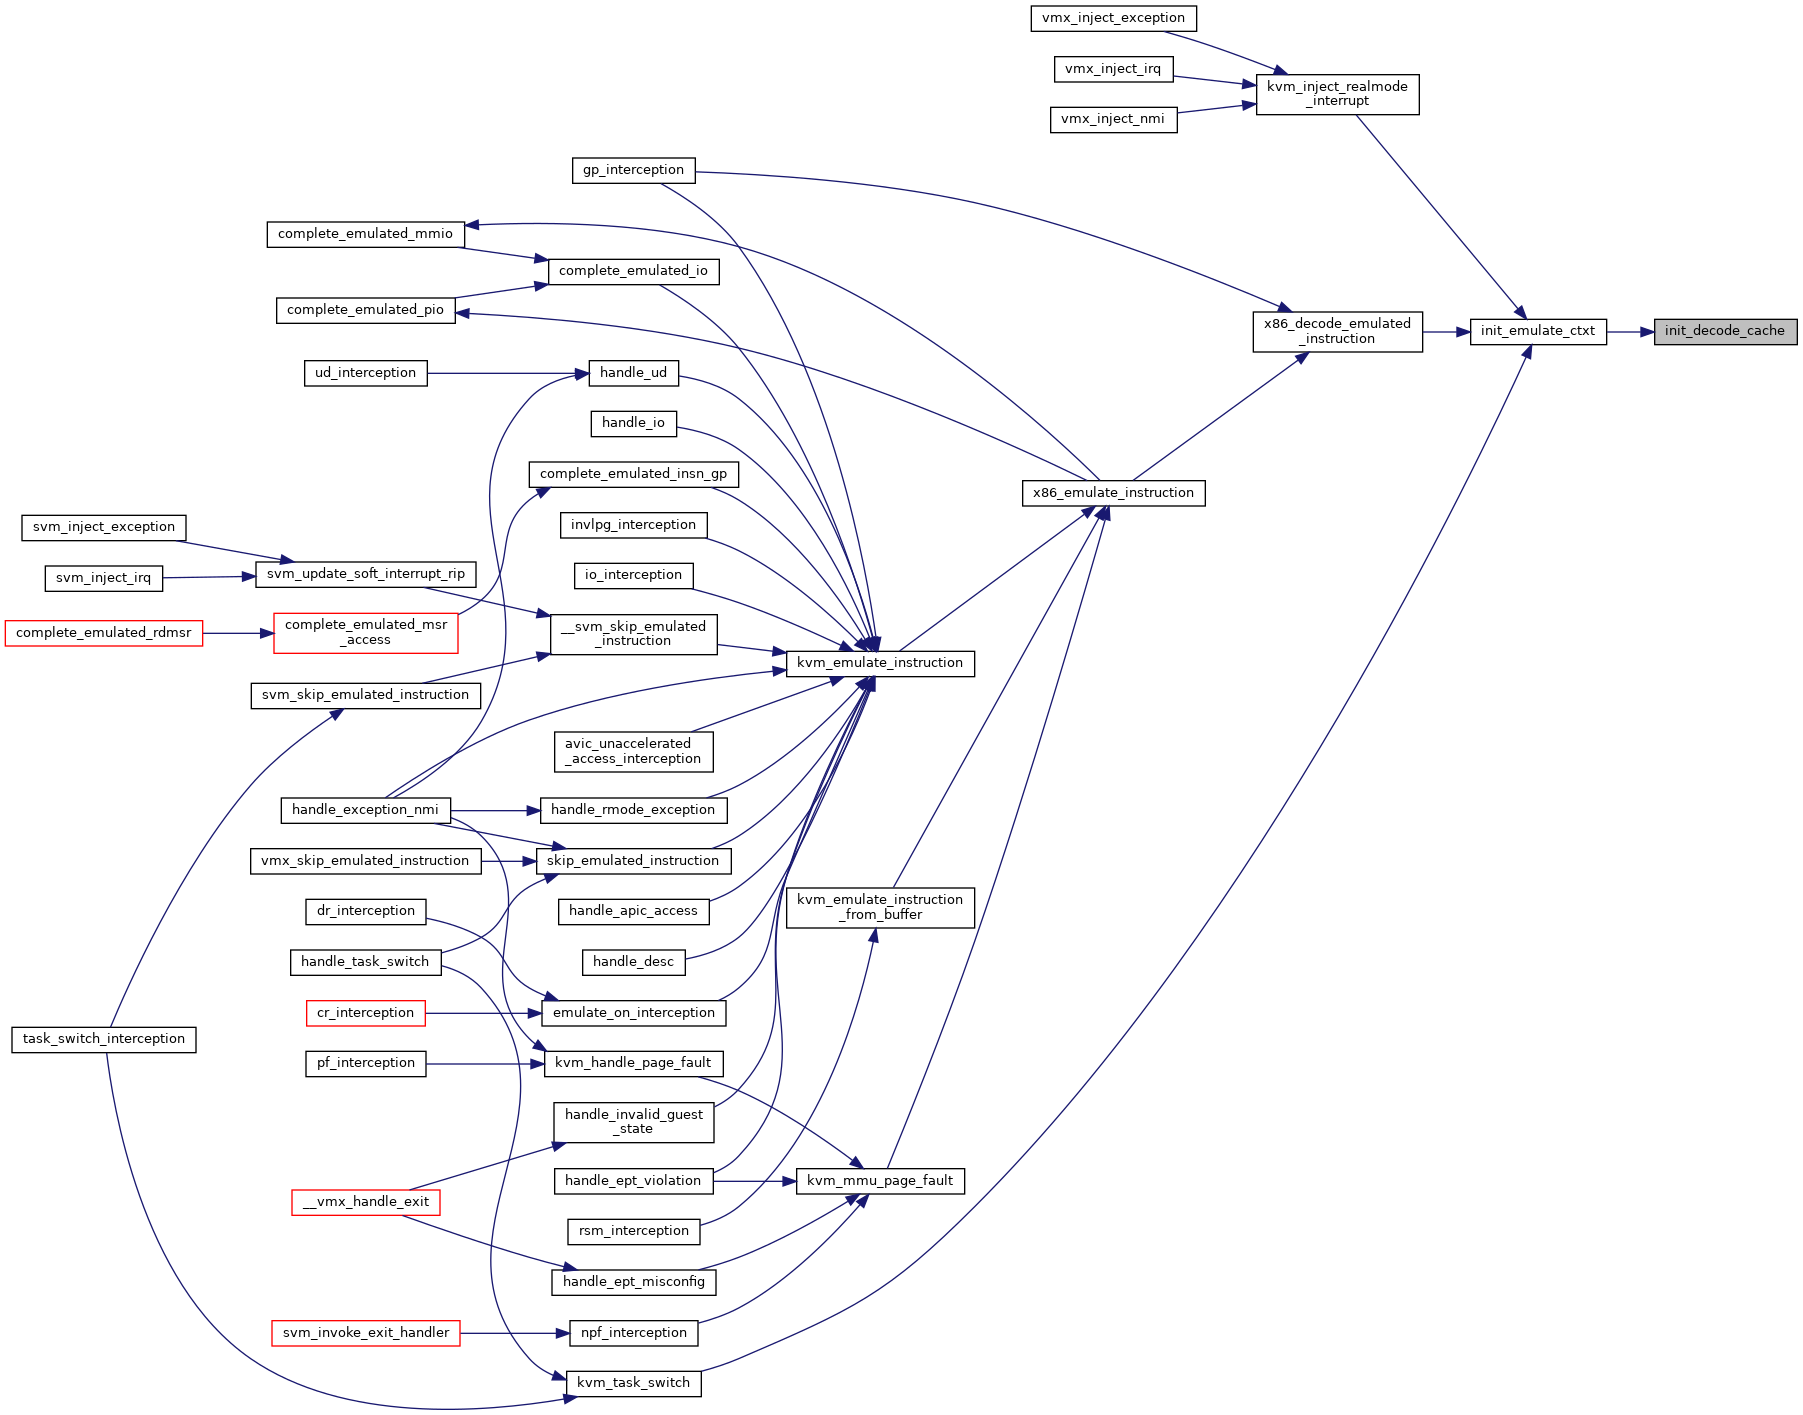 vmx_inject_exception
vmx_inject_irq
kvm_inject_realmode
_interrupt
vmx_inject_nmi
gp_interception
complete_emulated_mmio
complete_emulated_io
complete_emulated_pio
x86_decode_emulated
_instruction
init_emulate_ctxt
init_decode_cache
ud_interception
handle_ud
handle_io
complete_emulated_insn_gp
x86_emulate_instruction
svm_inject_exception
invlpg_interception
svm_inject_irq
svm_update_soft_interrupt_rip
io_interception
complete_emulated_rdmsr
complete_emulated_msr
_access
__svm_skip_emulated
_instruction
kvm_emulate_instruction
svm_skip_emulated_instruction
avic_unaccelerated
_access_interception
handle_exception_nmi
handle_rmode_exception
vmx_skip_emulated_instruction
skip_emulated_instruction
dr_interception
handle_apic_access
kvm_emulate_instruction
_from_buffer
handle_task_switch
handle_desc
cr_interception
emulate_on_interception
task_switch_interception
pf_interception
kvm_handle_page_fault
handle_invalid_guest
_state
handle_ept_violation
kvm_mmu_page_fault
__vmx_handle_exit
rsm_interception
handle_ept_misconfig
svm_invoke_exit_handler
npf_interception
kvm_task_switch